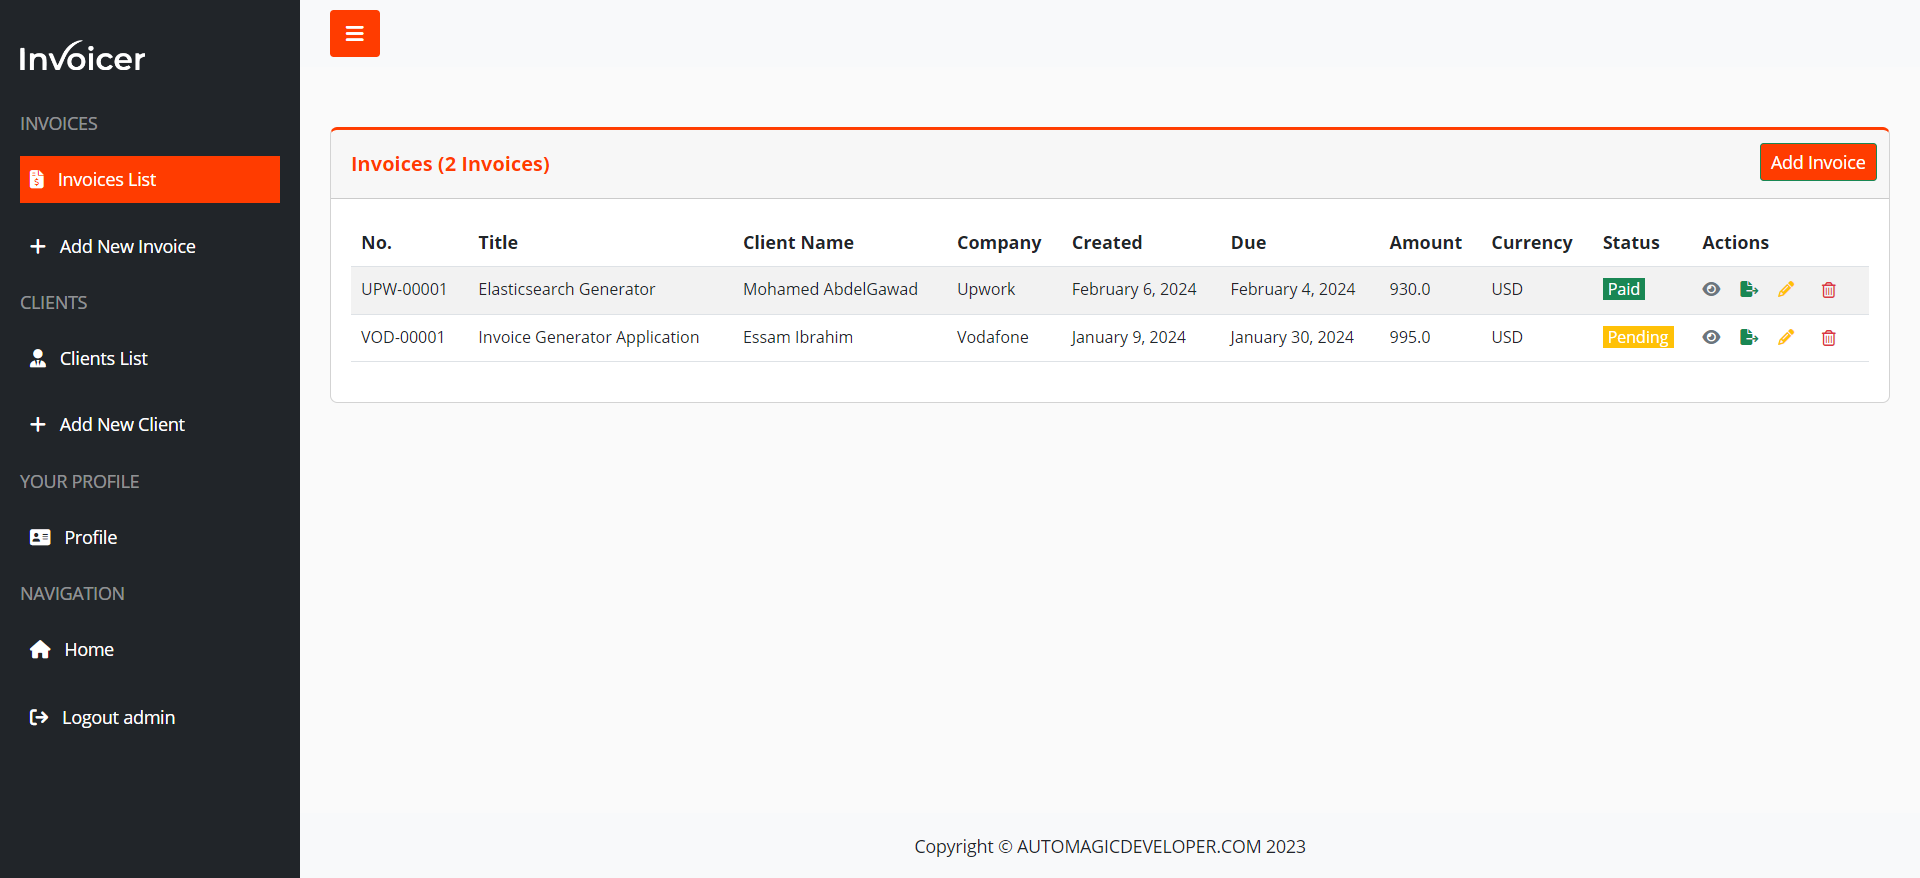 Invoicer
INVOICES
Invoices List
Add New Invoice
CLIENTS
Clients List
Add New Client
YOUR PROFILE
Profile
NAVIGATION
Home
Logout admin
Invoices (2 Invoices)
Add Invoice
No. Title Client Name Company Created Due Amount Currency Status Actions
UPW-00001 Elasticsearch Generator Mohamed AbdelGawad Upwork February 6, 2024 February 4, 2024 930.0 USD Paid
VOD-00001 Invoice Generator Application Essam Ibrahim Vodafone January 9, 2024 January 30, 2024 995.0 USD Pending
Copyright © AUTOMAGICDEVELOPER.COM 2023